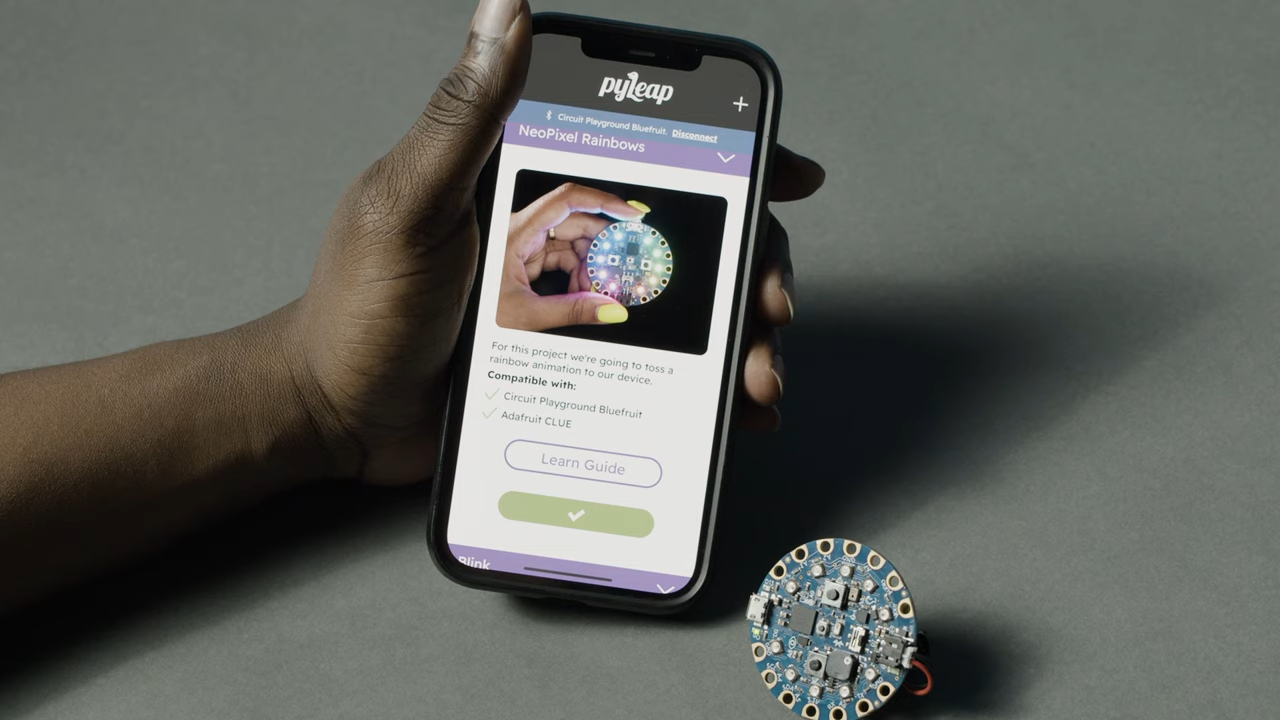 pyLeap
+
Circuit Playground Bluefruit. Disconnect
NeoPixel Rainbows
For this project we're going to toss a
rainbow animation to our device.
Compatible with:
Circuit Playground Bluefruit
Adafruit CLUE
Learn Guide
Blink